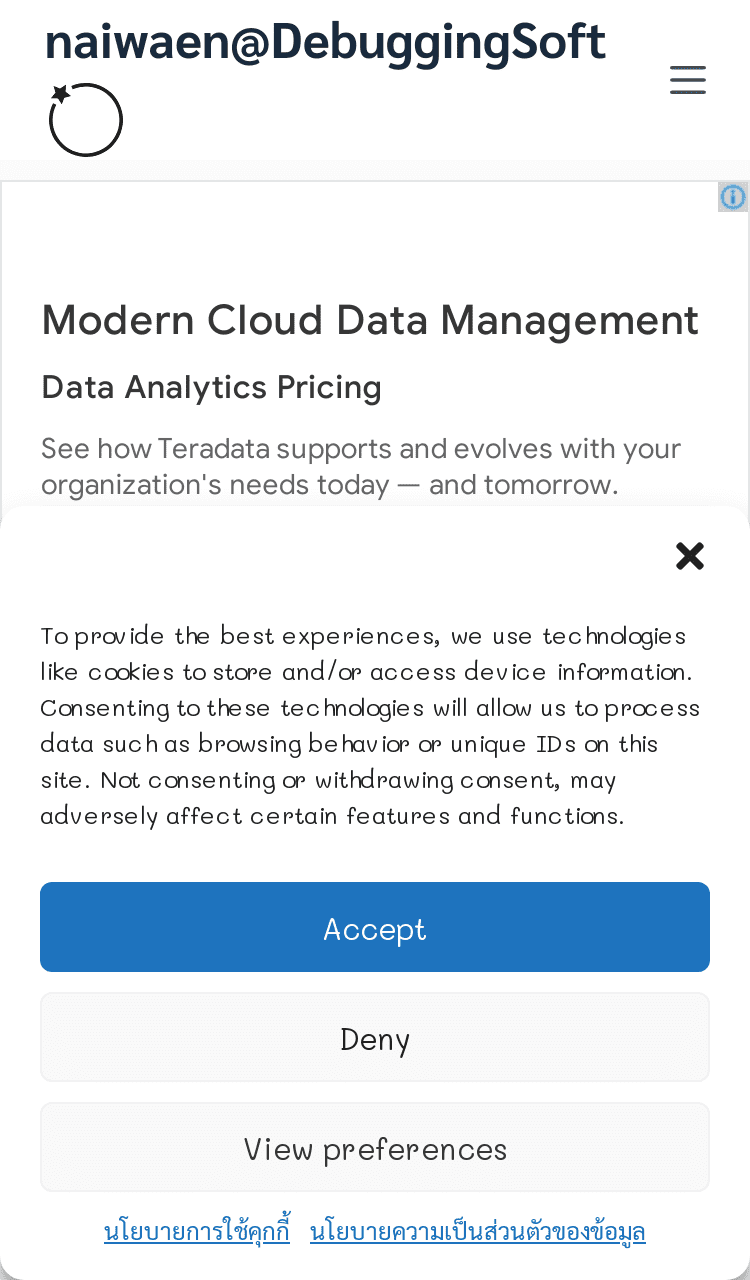 naiwaen@DebuggingSoft
Modern Cloud Data Management
Data Analytics Pricing
See how Teradata supports and evolves with your
organization's needs today — and tomorrow.
To provide the best experiences, we use technologies
like cookies to store and/or access device information.
Consenting to these technologies will allow us to process
data such as browsing behavior or unique IDs on this
site. Not consenting or withdrawing consent, may
adversely affect certain features and functions.
Accept
Deny
View preferences
นโยบายการใช้คุกกี้ นโยบายความเป็นส่วนตัวของข้อมูล